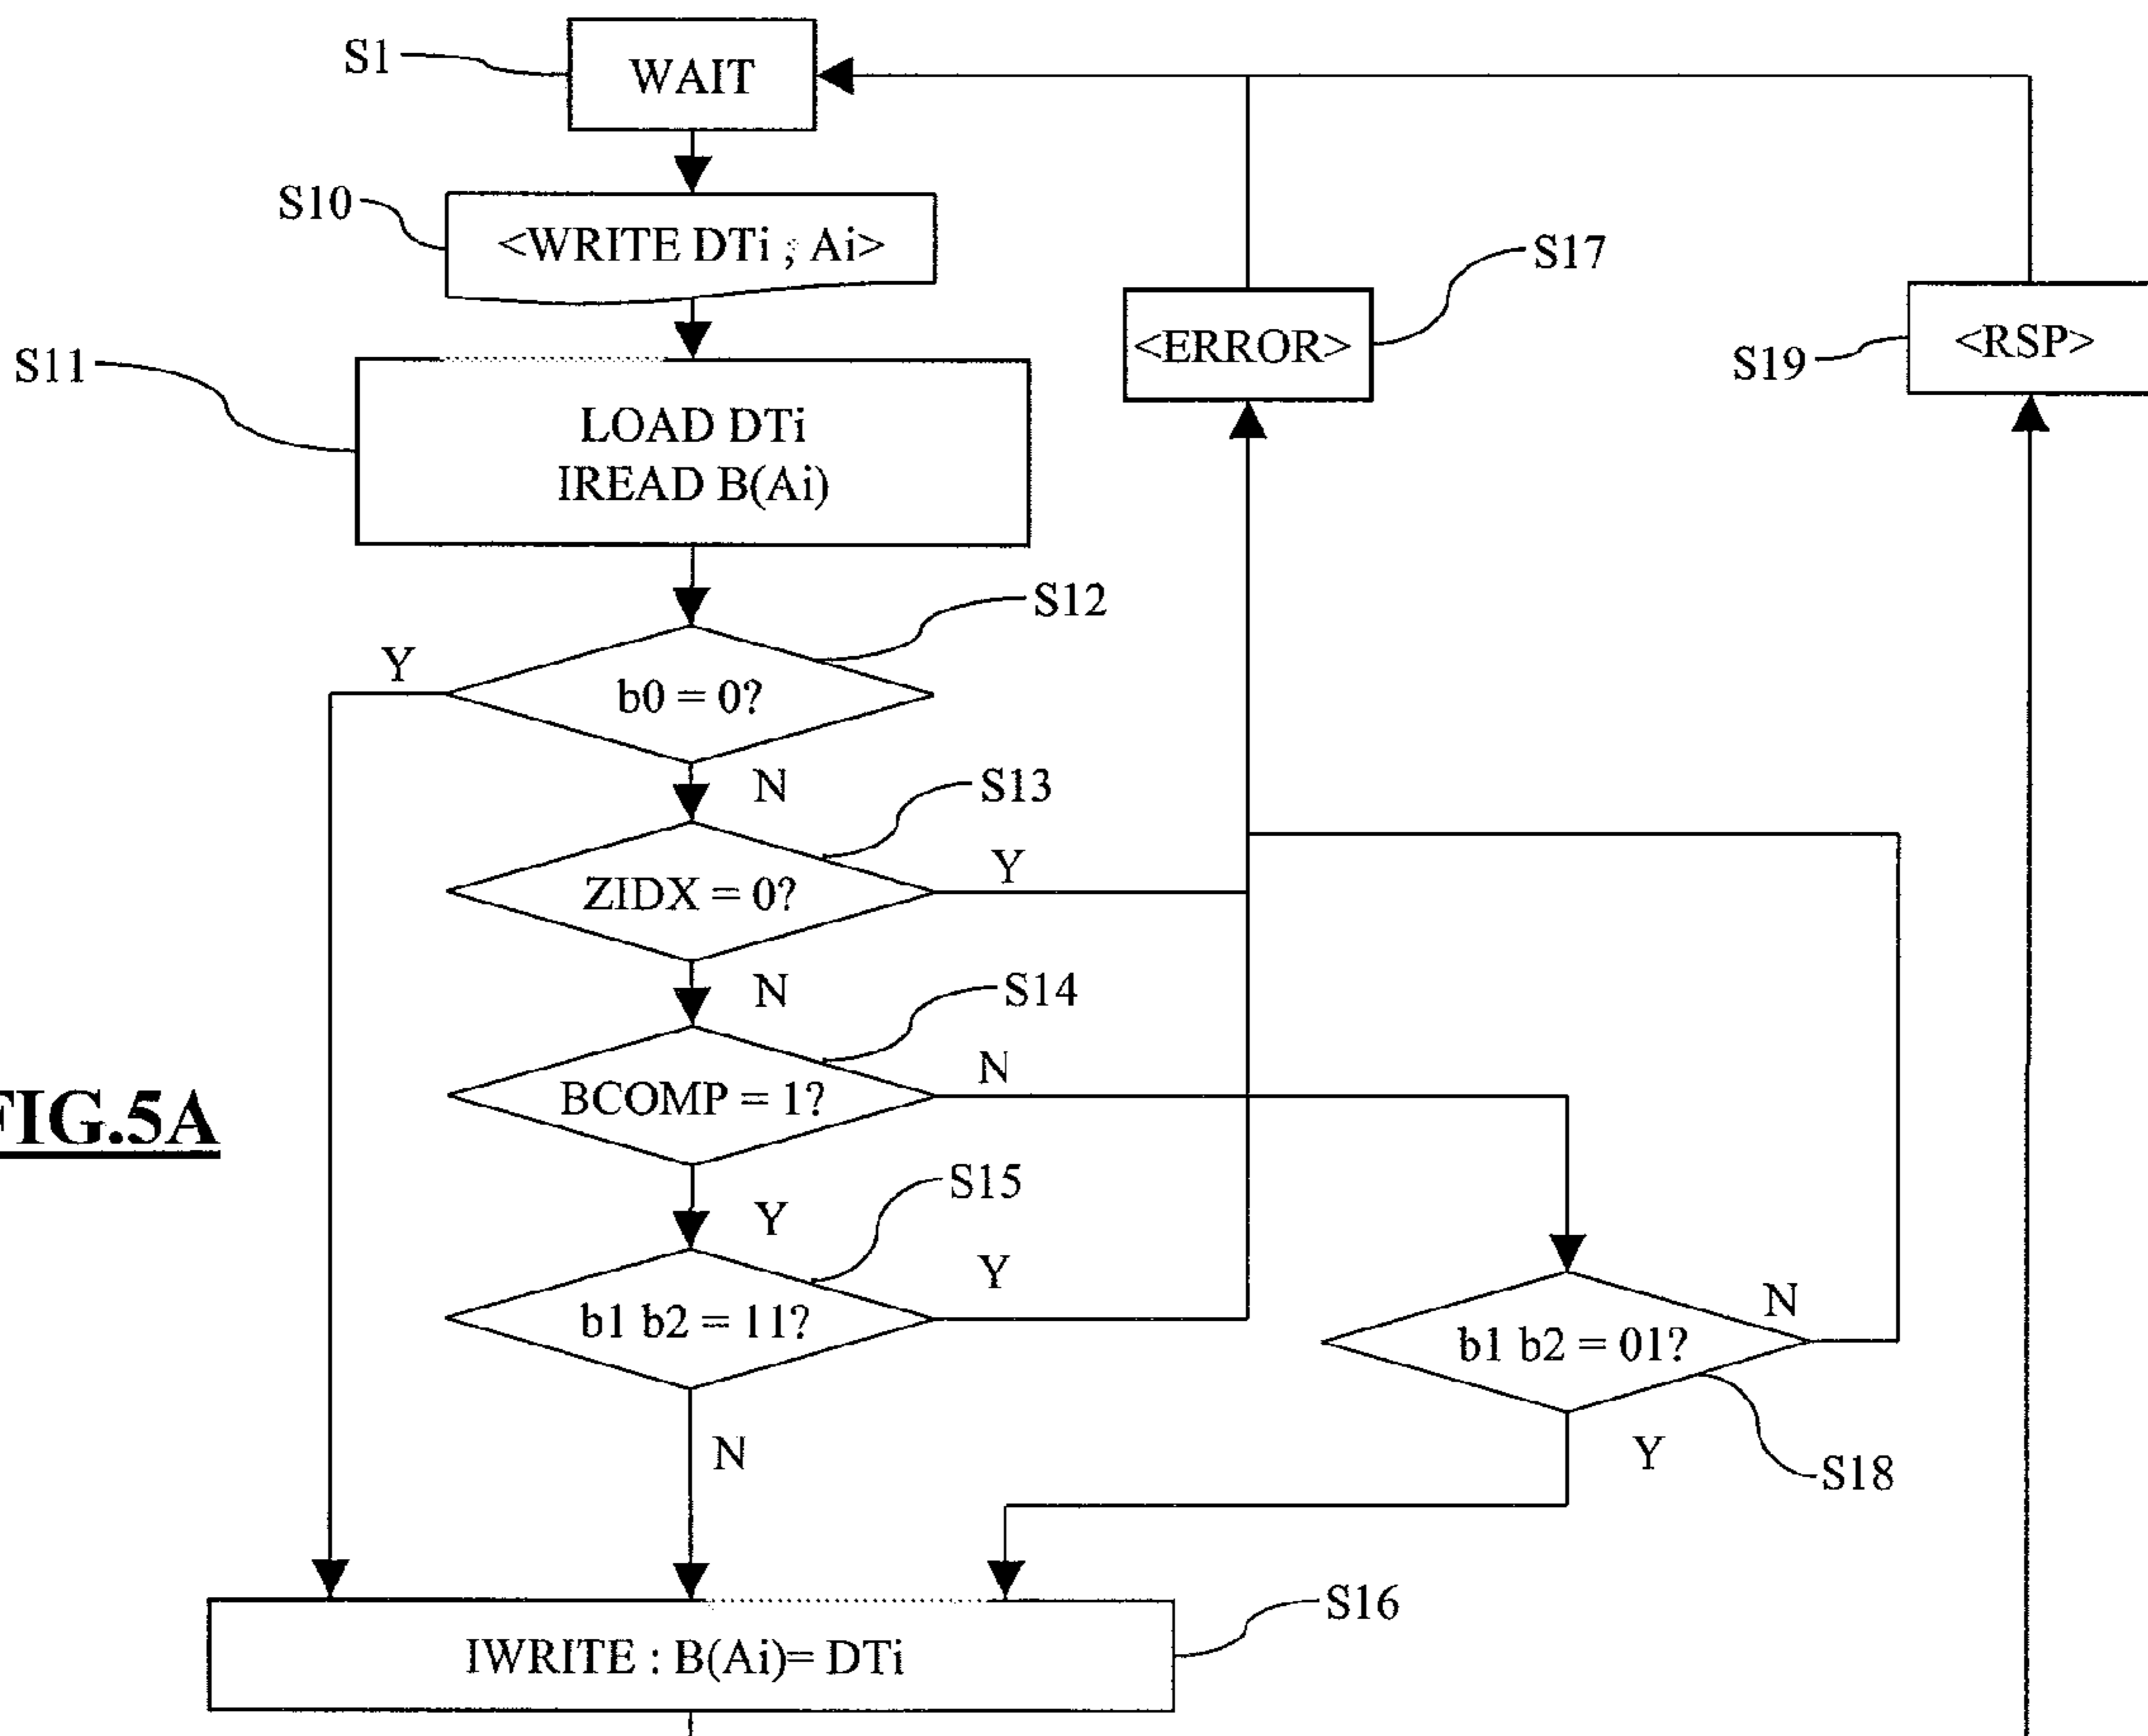 S1
WAIT
S10
<WRITE DTi ; Ai>
S17
<ERROR>
<RSP>
S19
S11
LOAD DTi
IREAD B(Ai)
S12
Y
b0 = 0?
N
S13
Y
ZIDX = 0?
N
S14
N
BCOMP = 1?
FIG.5A
S15
Y
Y
b1 b2 = 11?
N
b1 b2 = 01?
N
Y
S18
S16
IWRITE : B(Ai)= DTi